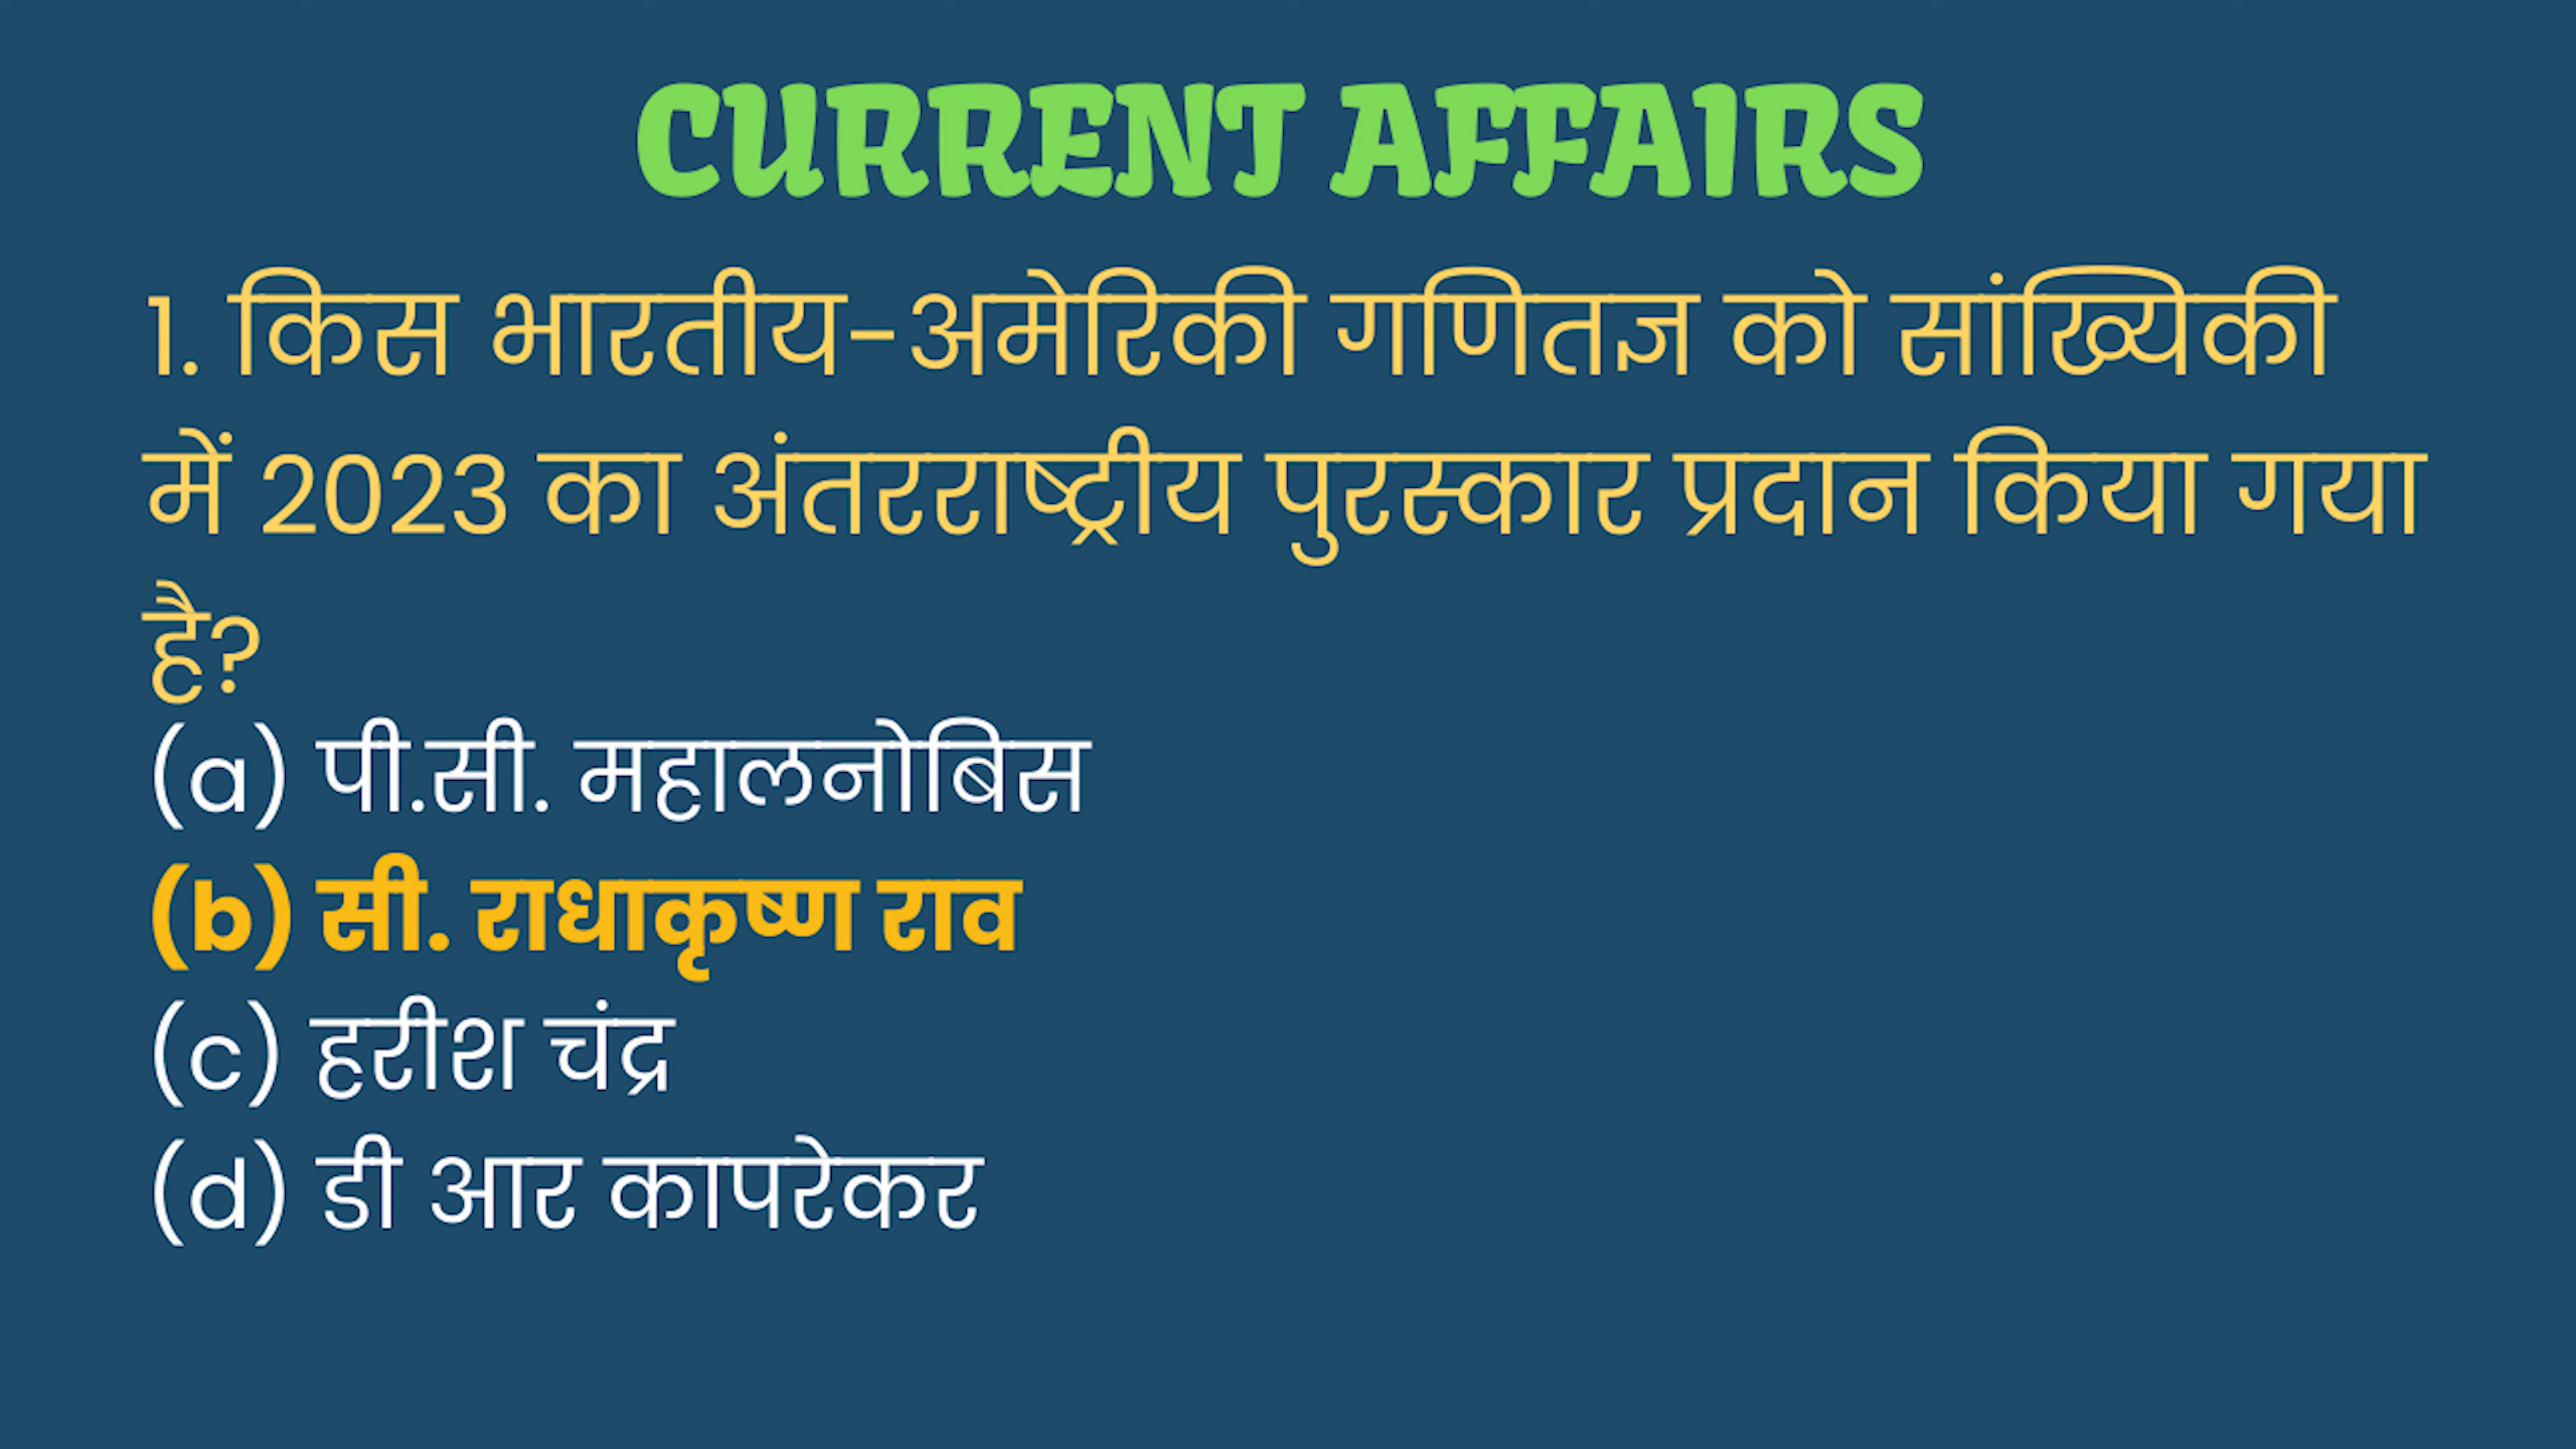 CURRENT AFFAIRS
1. किस भारतीय-अमेरिकी गणितज्ञ को सांख्यिकी
में 2023 का अंतरराष्ट्रीय पुरस्कार प्रदान किया गया
है?
(a) पी.सी. महालनोबिस
(b) सी. राधाकृष्ण राव
(c) हरीश चंद्र
(d) डी आर कापरेकर